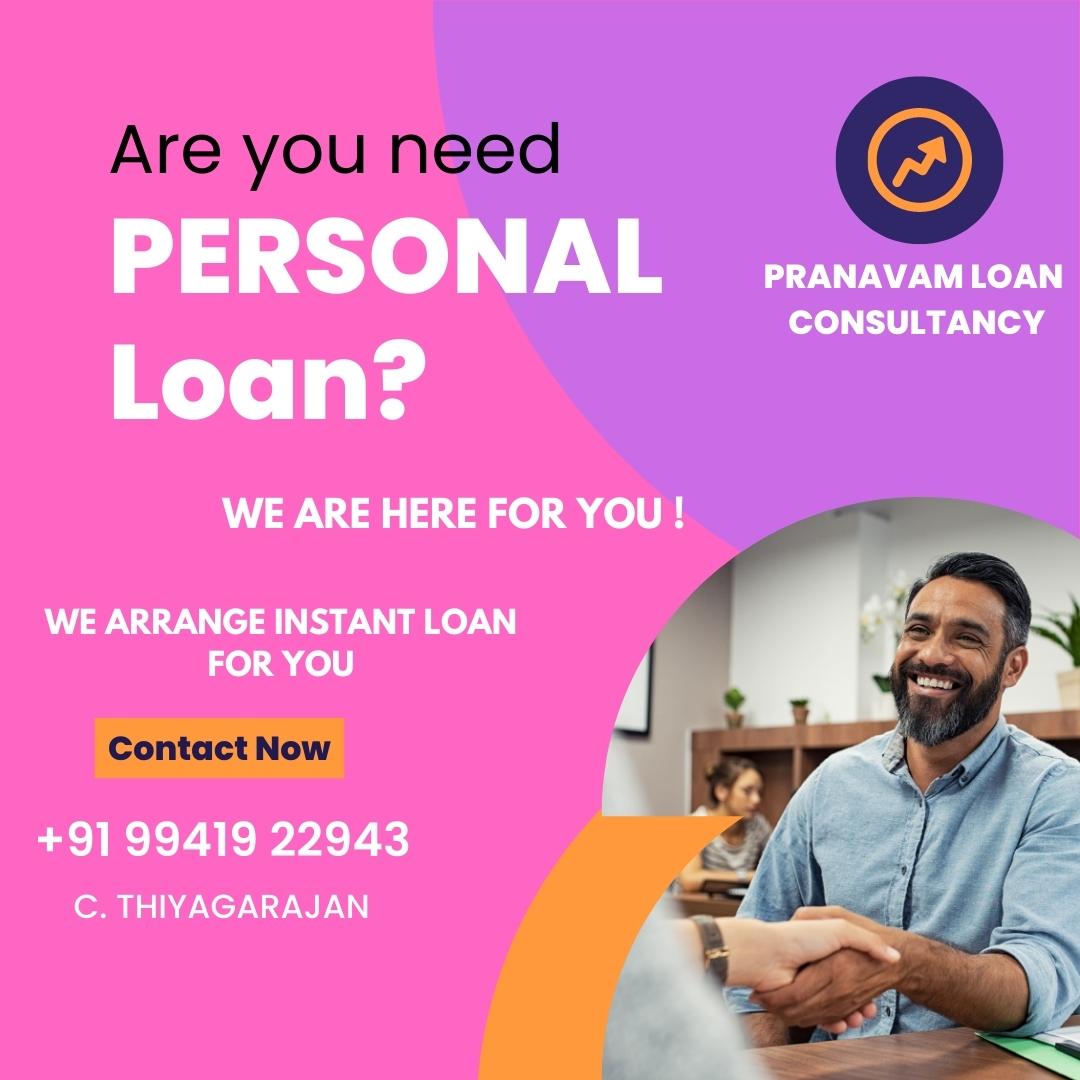 Are you need
PERSONAL
Loan?
PRANAVAM LOAN
CONSULTANCY
WE ARE HERE FOR YOU !
WE ARRANGE INSTANT LOAN
FOR YOU
Contact Now
+91 99419 22943
C. THIYAGARAJAN